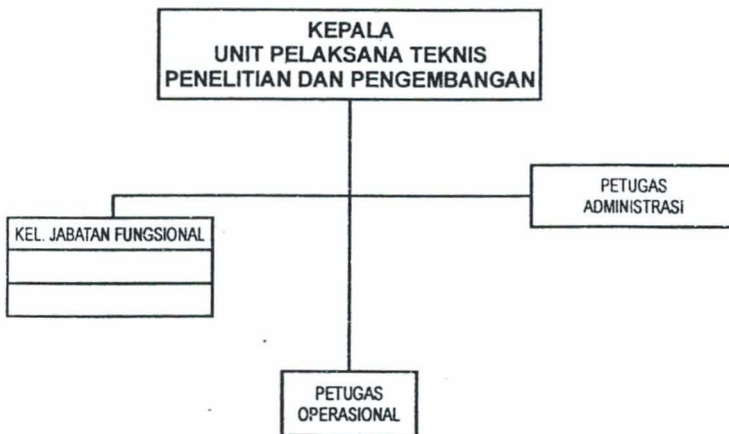 KEPALA
UNIT PELAKSANA TEKNIS
PENELITIAN DAN PENGEMBANGAN
PETUGAS
ADMINISTRASI
KEL. JABATAN FUNGSIONAL
PETUGAS
OPERASIONAL